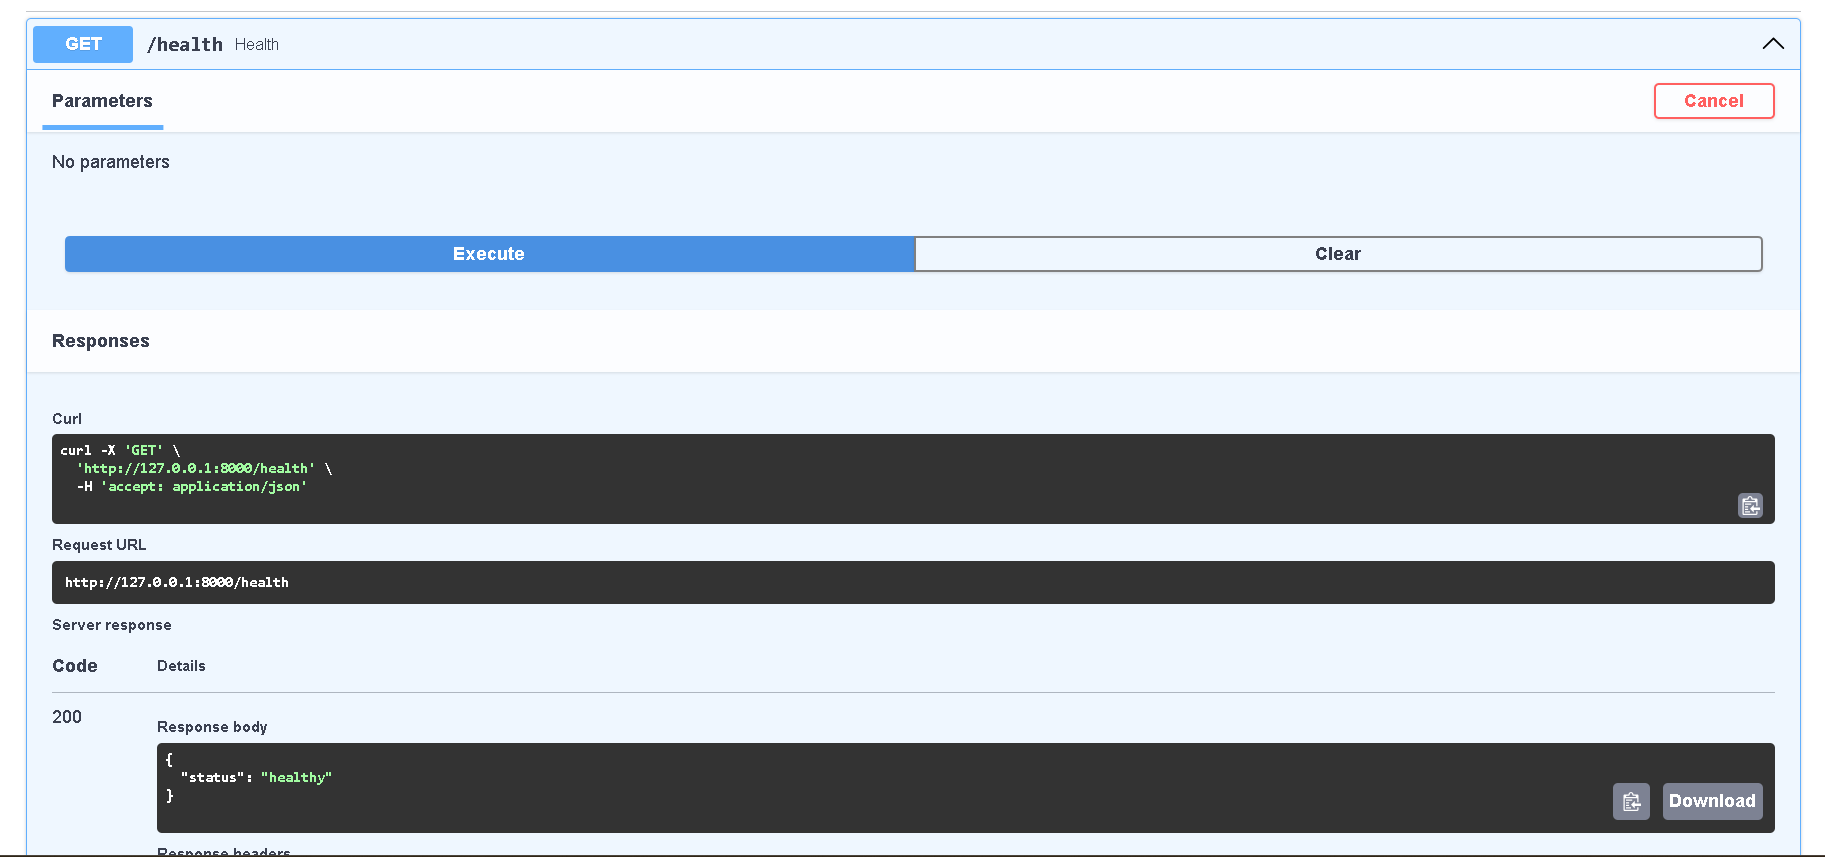 GET /health Health
Parameters
Cancel
No parameters
Execute
Clear
Responses
Curl
curl -X 'GET' \
  'http://127.0.0.1:8000/health' \
  -H 'accept: application/json'
Request URL
http://127.0.0.1:8000/health
Server response
Code Details
200
Response body
{
  "status": "healthy"
}
Download
Response headers